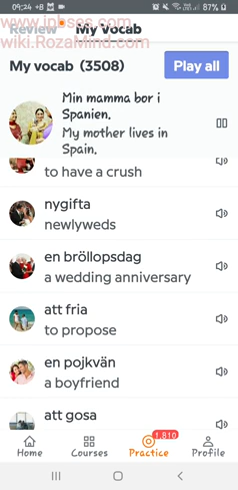 09:24 +B
87%
www.inoses.com
Review My Vocab
wiki.RozaMind.com
My vocab (3508) Play all
Min mamma bor i
Spanien.
My mother lives in
Spain.
to have a crush
nygifta
newlyweds
en bröllopsdag
a wedding anniversary
att fria
to propose
en pojkvän
a boyfriend
att gosa
1,810
Home Courses Practice Profile